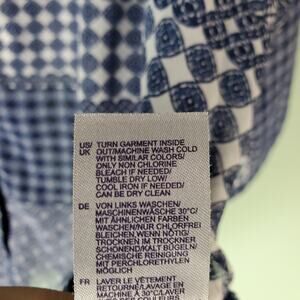 US/ TURN GARMENT INSIDE
UK OUT/MACHINE WASH COLD
WITH SIMILAR COLORS/
ONLY NON CHLORINE
BLEACH IF NEEDED/
TUMBLE DRY LOW/
COOL IRON IF NEEDED/
CAN BE DRY CLEAN
DE VON LINKS WASCHEN/
MASCHINENWÄSCHE 30°C/
MIT ÄHNLICHEN FARBEN
WASCHEN/NUR CHLORFREI
BLEICHEN,WENN NÖTIG/
TROCKNEN IM TROCKNER
SCHONEND/KALT BÜGELN/
CHEMISCHE REINIGUNG
MIT PERCHLORETHYLEN
MÖGLICH
FR LAVER LE VÊTEMENT
RETOURNÉ/LAVAGE EN
MACHINE À 30°C/LAVER